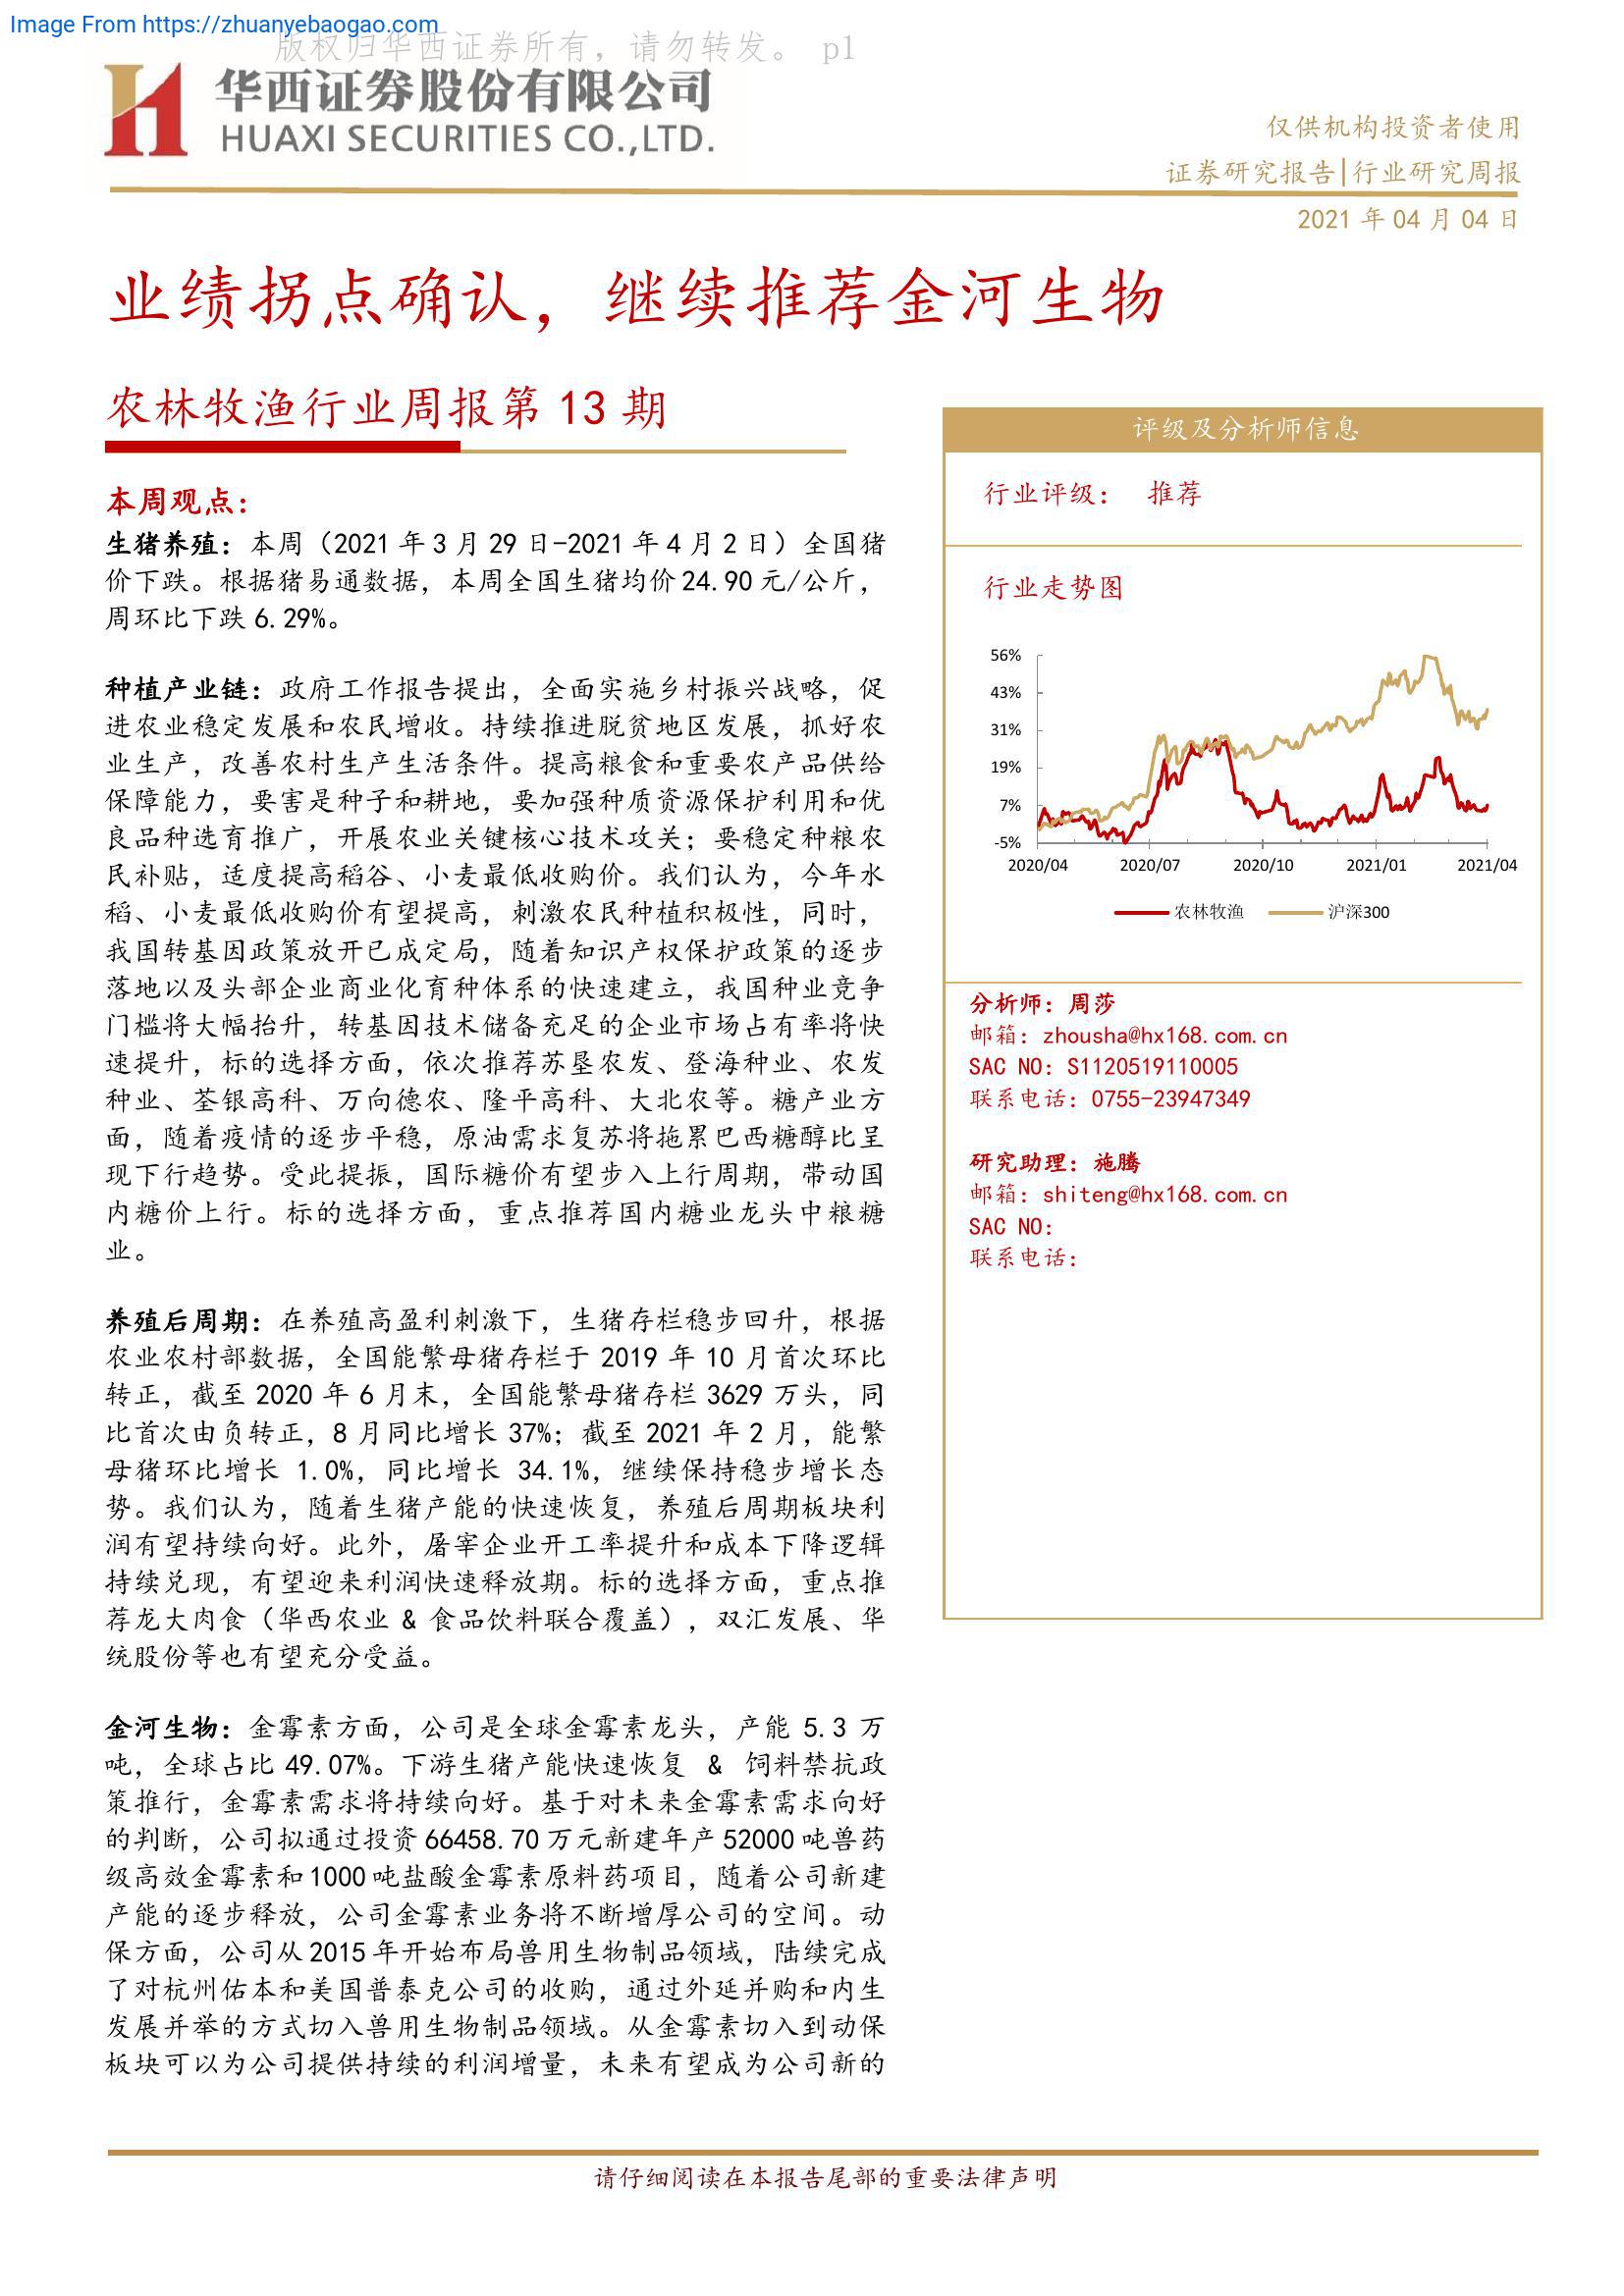 Image From https://zhuanyebaogao.com
版权归华西证券所有，请勿转发。 p1
华西证券股份有限公司
HUAXI SECURITIES CO.,LTD.
仅供机构投资者使用
证券研究报告|行业研究周报
2021 年 04 月 04 日
业绩拐点确认，继续推荐金河生物
农林牧渔行业周报第 13 期
本周观点：
生猪养殖：本周（2021 年 3 月 29 日-2021 年 4 月 2 日）全国猪
价下跌。根据猪易通数据，本周全国生猪均价 24.90 元/公斤，
周环比下跌 6.29%。
种植产业链：政府工作报告提出，全面实施乡村振兴战略，促
进农业稳定发展和农民增收。持续推进脱贫地区发展，抓好农
业生产，改善农村生产生活条件。提高粮食和重要农产品供给
保障能力，要害是种子和耕地，要加强种质资源保护利用和优
良品种选育推广，开展农业关键核心技术攻关；要稳定种粮农
民补贴，适度提高稻谷、小麦最低收购价。我们认为，今年水
稻、小麦最低收购价有望提高，刺激农民种植积极性，同时，
我国转基因政策放开已成定局，随着知识产权保护政策的逐步
落地以及头部企业商业化育种体系的快速建立，我国种业竞争
门槛将大幅抬升，转基因技术储备充足的企业市场占有率将快
速提升，标的选择方面，依次推荐苏垦农发、登海种业、农发
种业、荃银高科、万向德农、隆平高科、大北农等。糖产业方
面，随着疫情的逐步平稳，原油需求复苏将拖累巴西糖醇比呈
现下行趋势。受此提振，国际糖价有望步入上行周期，带动国
内糖价上行。标的选择方面，重点推荐国内糖业龙头中粮糖
业。
养殖后周期：在养殖高盈利刺激下，生猪存栏稳步回升，根据
农业农村部数据，全国能繁母猪存栏于 2019 年 10 月首次环比
转正，截至 2020 年 6 月末，全国能繁母猪存栏 3629 万头，同
比首次由负转正，8 月同比增长 37%；截至 2021 年 2 月，能繁
母猪环比增长 1.0%，同比增长 34.1%，继续保持稳步增长态
势。我们认为，随着生猪产能的快速恢复，养殖后周期板块利
润有望持续向好。此外，屠宰企业开工率提升和成本下降逻辑
持续兑现，有望迎来利润快速释放期。标的选择方面，重点推
荐龙大肉食（华西农业 & 食品饮料联合覆盖），双汇发展、华
统股份等也有望充分受益。
金河生物：金霉素方面，公司是全球金霉素龙头，产能 5.3 万
吨，全球占比 49.07%。下游生猪产能快速恢复 & 饲料禁抗政
策推行，金霉素需求将持续向好。基于对未来金霉素需求向好
的判断，公司拟通过投资 66458.70 万元新建年产 52000 吨兽药
级高效金霉素和 1000 吨盐酸金霉素原料药项目，随着公司新建
产能的逐步释放，公司金霉素业务将不断增厚公司的空间。动
保方面，公司从 2015 年开始布局兽用生物制品领域，陆续完成
了对杭州佑本和美国普泰克公司的收购，通过外延并购和内生
发展并举的方式切入兽用生物制品领域。从金霉素切入到动保
板块可以为公司提供持续的利润增量，未来有望成为公司新的
评级及分析师信息
行业评级： 推荐
行业走势图
56%
43%
31%
19%
7%
-5%
2020/04 2020/07 2020/10 2021/01 2021/04
农林牧渔 沪深300
分析师：周莎
邮箱：zhousha@hx168.com.cn
SAC NO：S1120519110005
联系电话：0755-23947349
研究助理：施腾
邮箱：shiteng@hx168.com.cn
SAC NO：
联系电话：
请仔细阅读在本报告尾部的重要法律声明